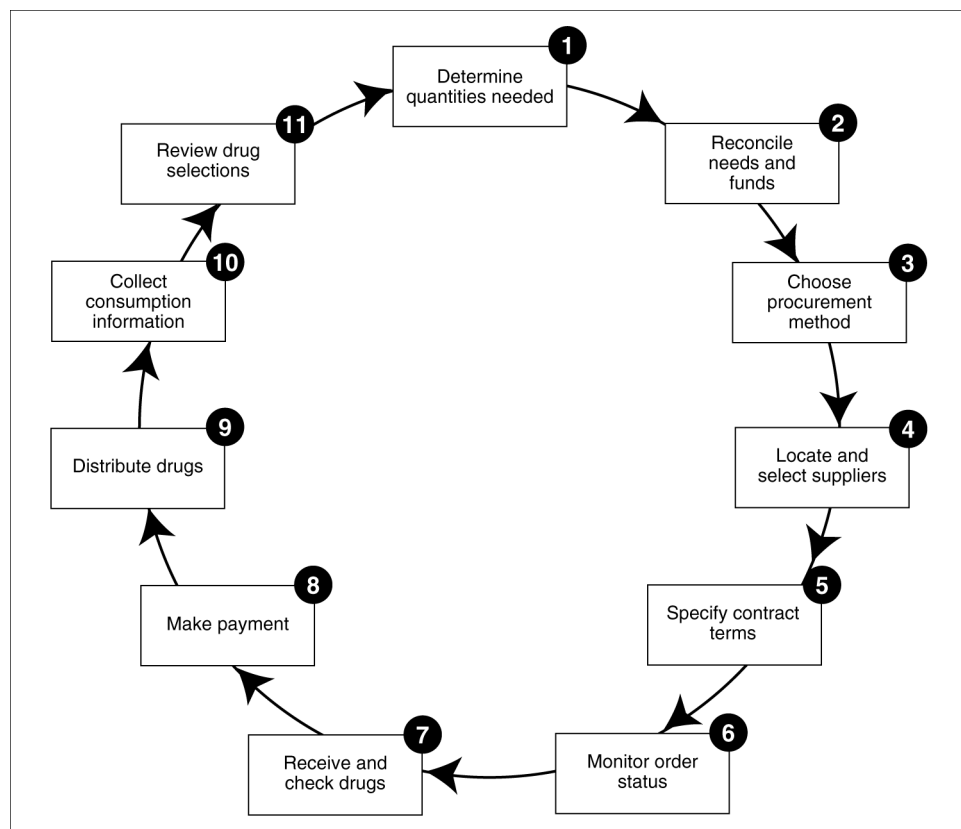 1
Determine
quantities needed
2
Reconcile
needs and
funds
3
Choose
procurement
method
4
Locate and
select suppliers
5
Specify contract
terms
6
Monitor order
status
7
Receive and
check drugs
8
Make payment
9
Distribute drugs
10
Collect
consumption
information
11
Review drug
selections